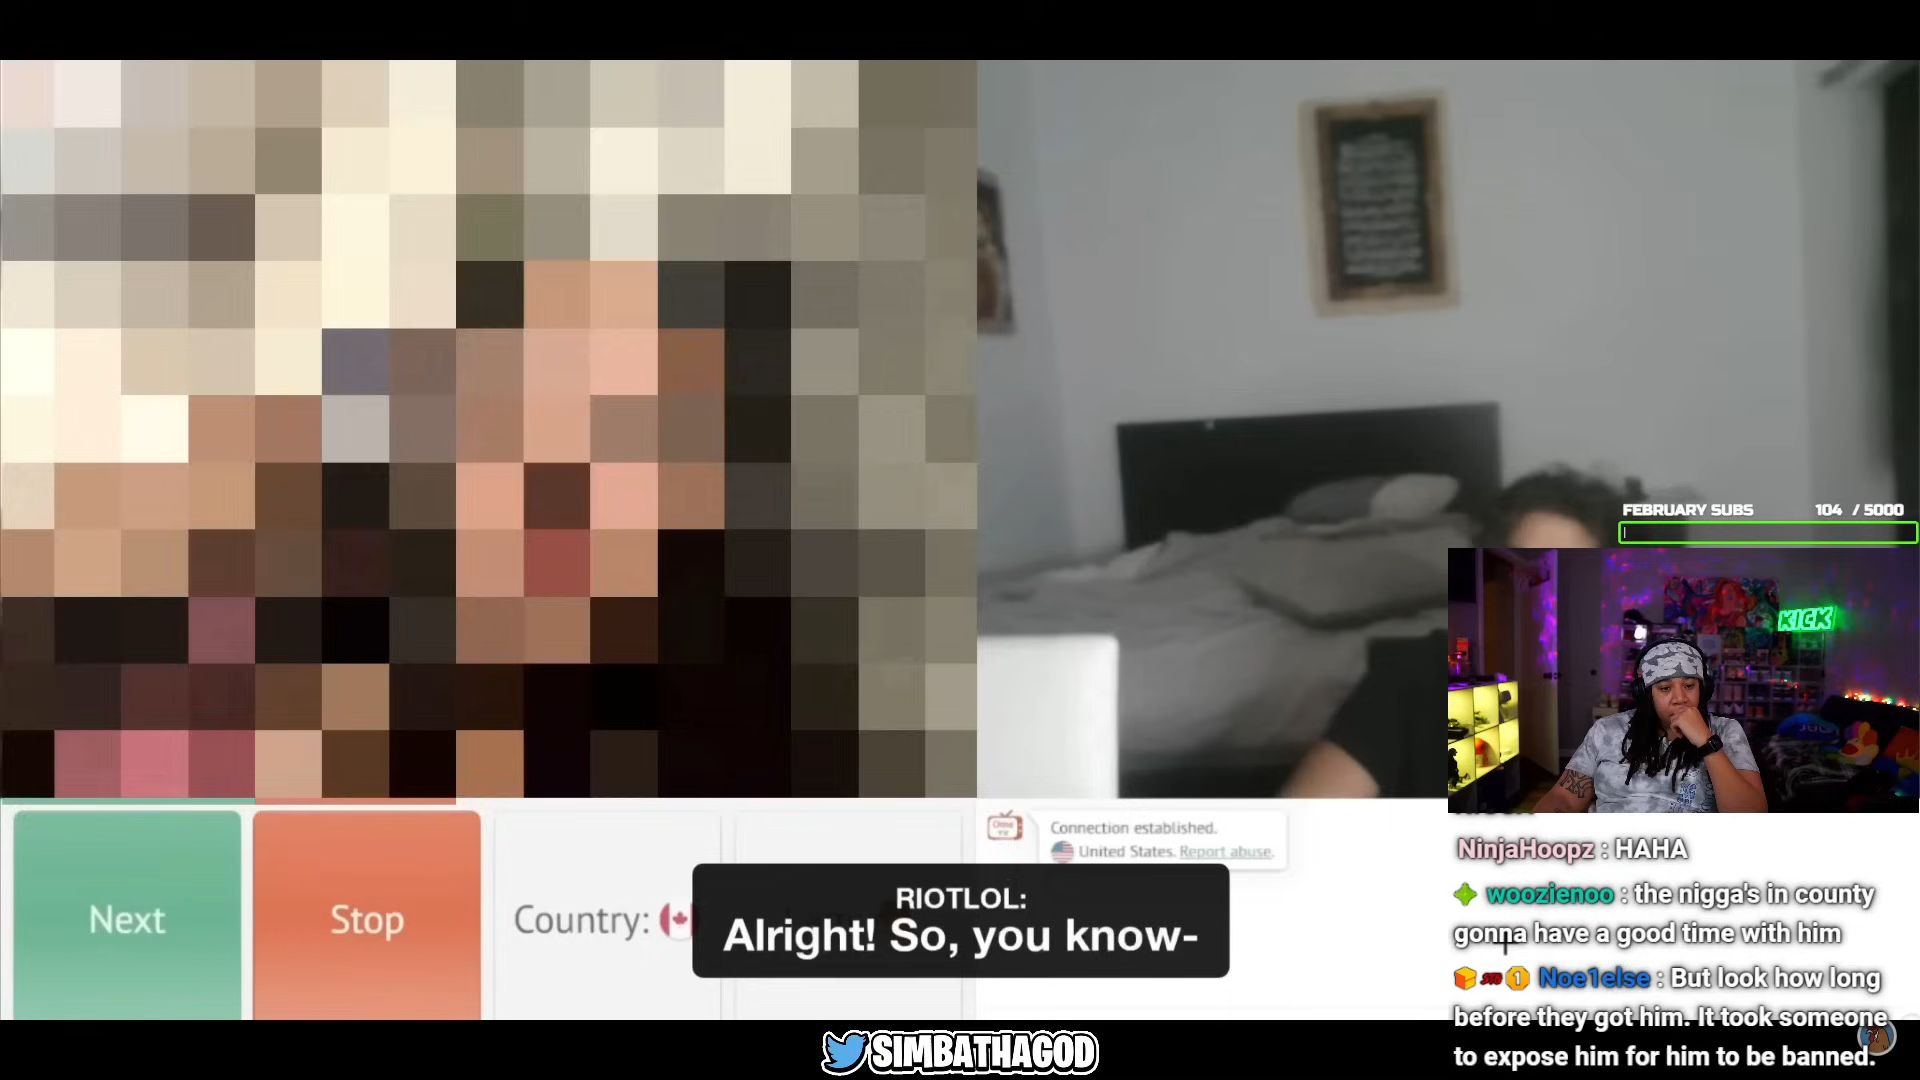 FEBRUARY SUBS 104 / 5000
KICK
NinjaHoopz : HAHA
woozienoo : the nigga's in county
gonna have a good time with him
Noe1else : But look how long
before they got him. It took someone
to expose him for him to be banned.
Connection established.
United States. Report abuse.
Next
Stop
Country:
RIOTLOL:
Alright! So, you know-
SIMBATHAGOD